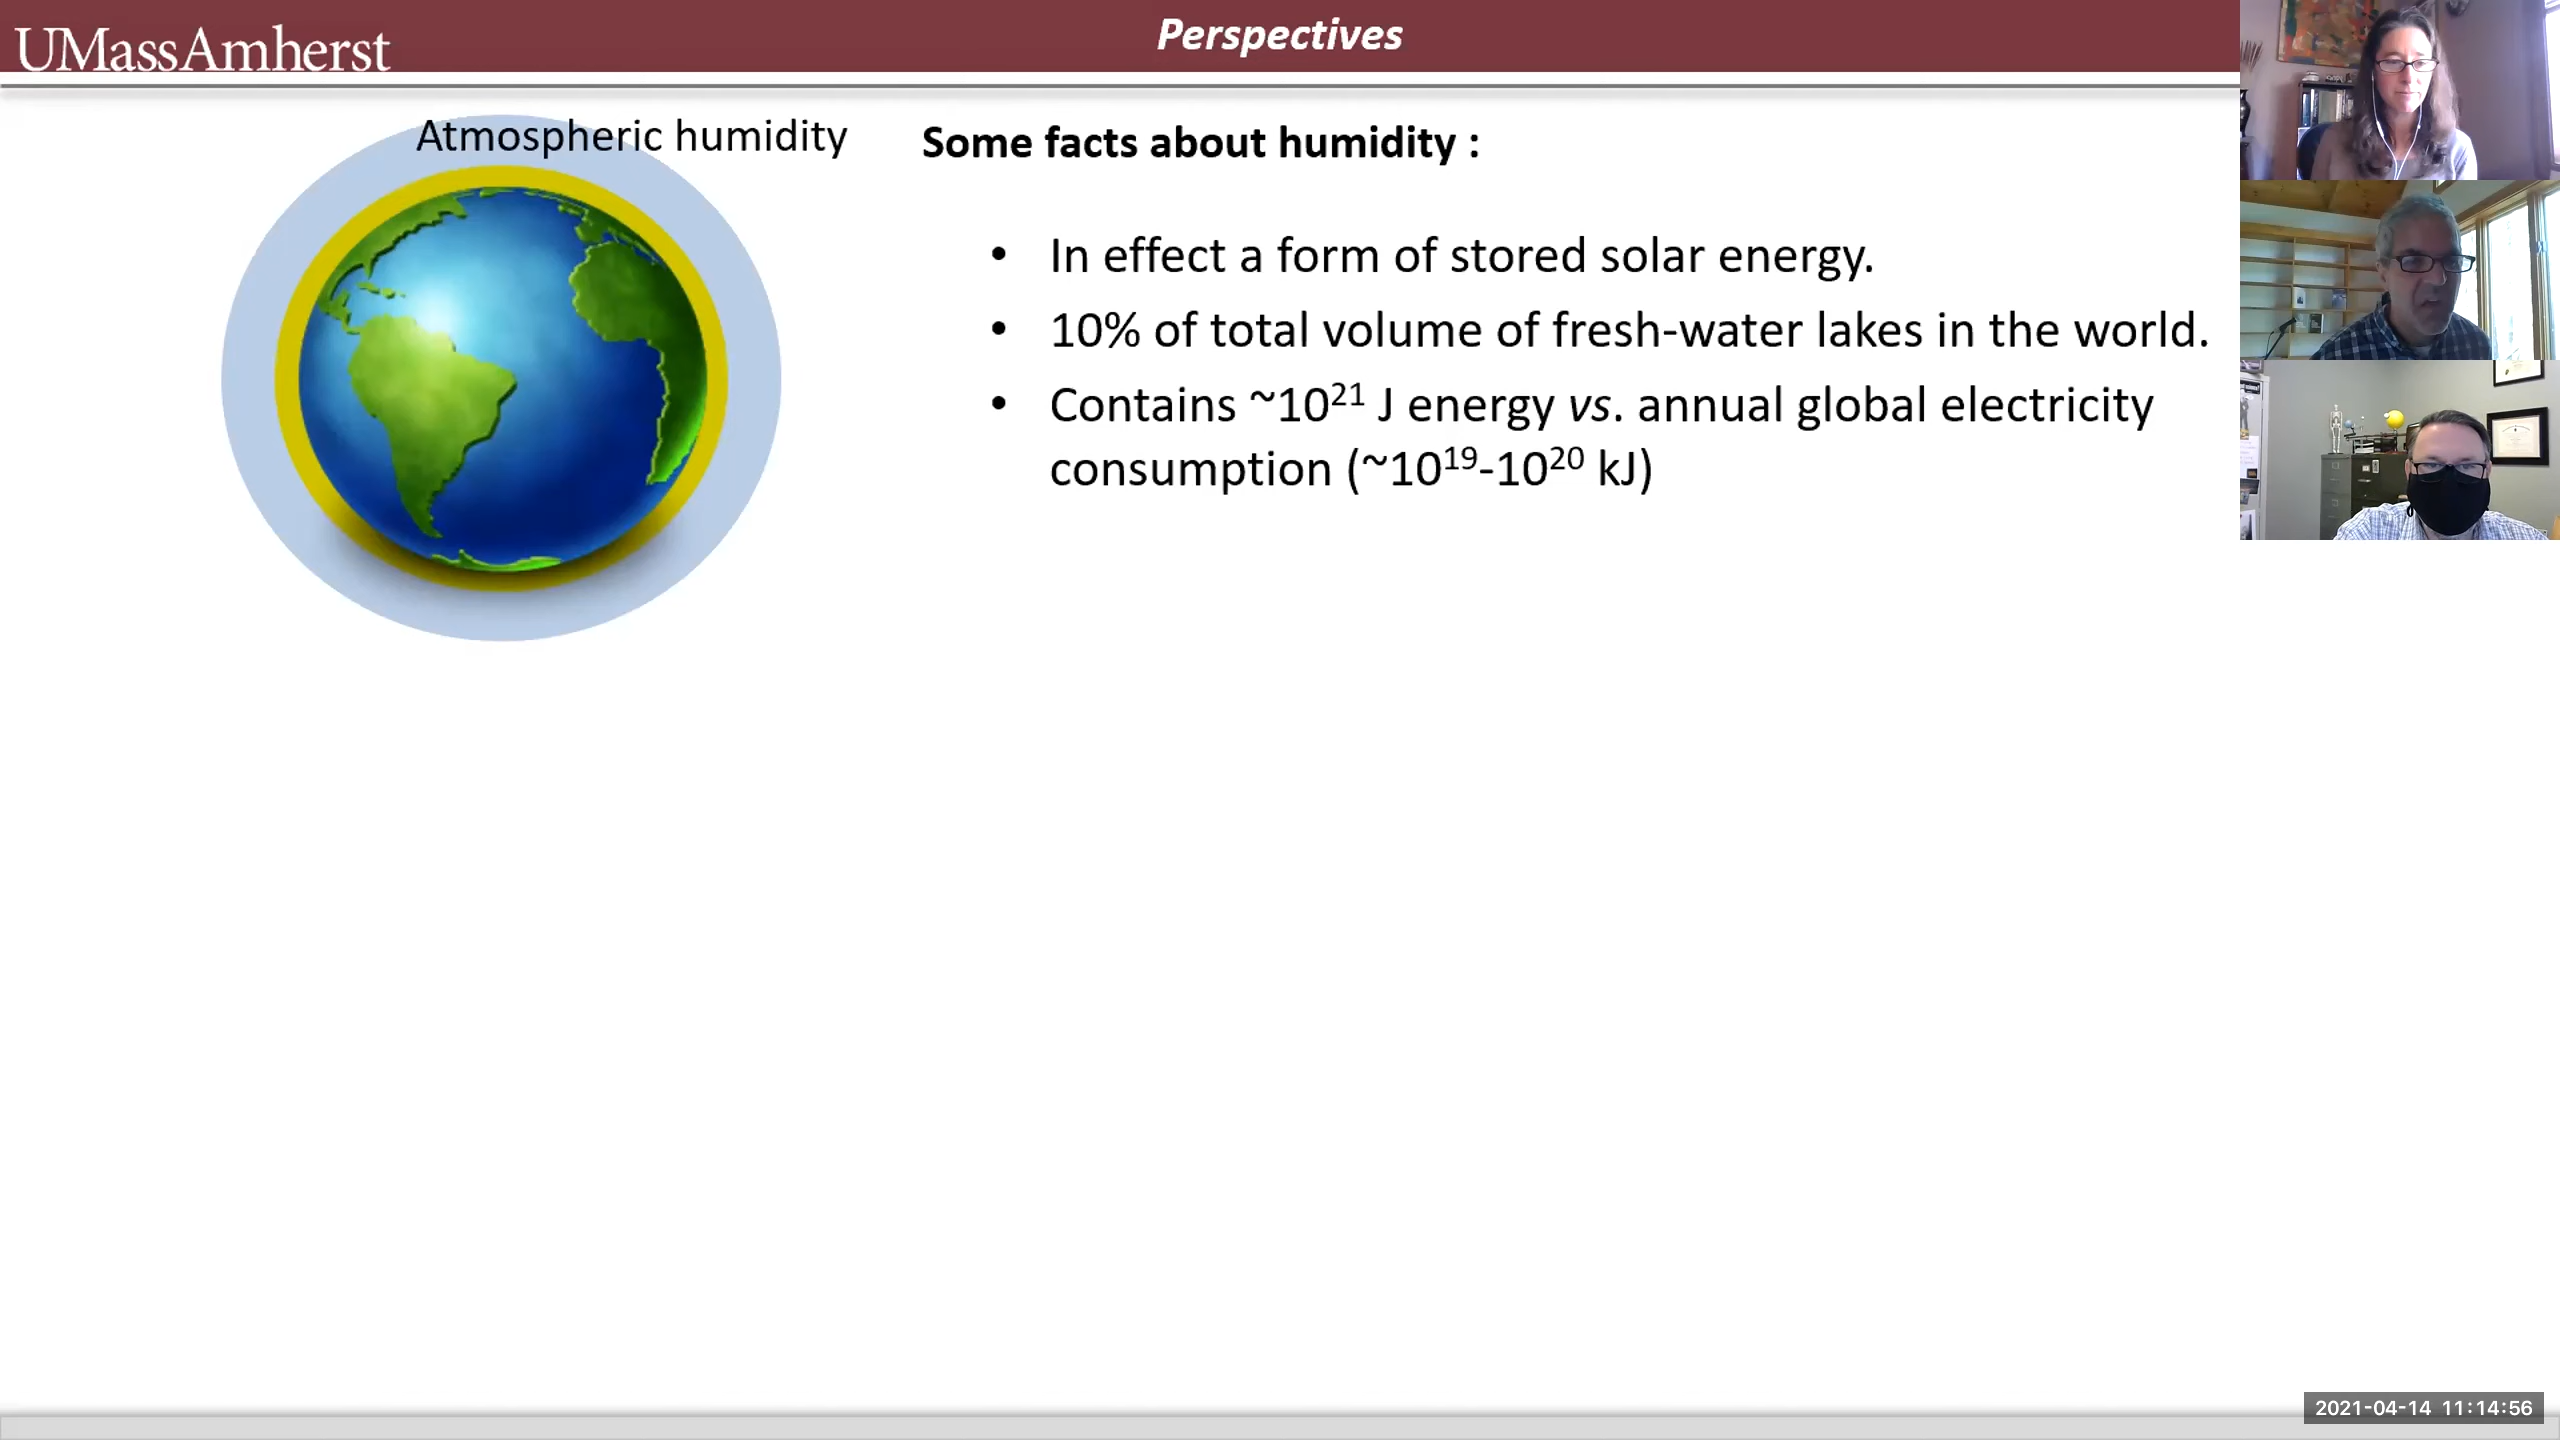 UMassAmherst
Perspectives
Atmospheric humidity
Some facts about humidity :
• In effect a form of stored solar energy.
• 10% of total volume of fresh-water lakes in the world.
• Contains ~10²¹ J energy vs. annual global electricity
consumption (~10¹⁹-10²⁰ kJ)
2021-04-14 11:14:56